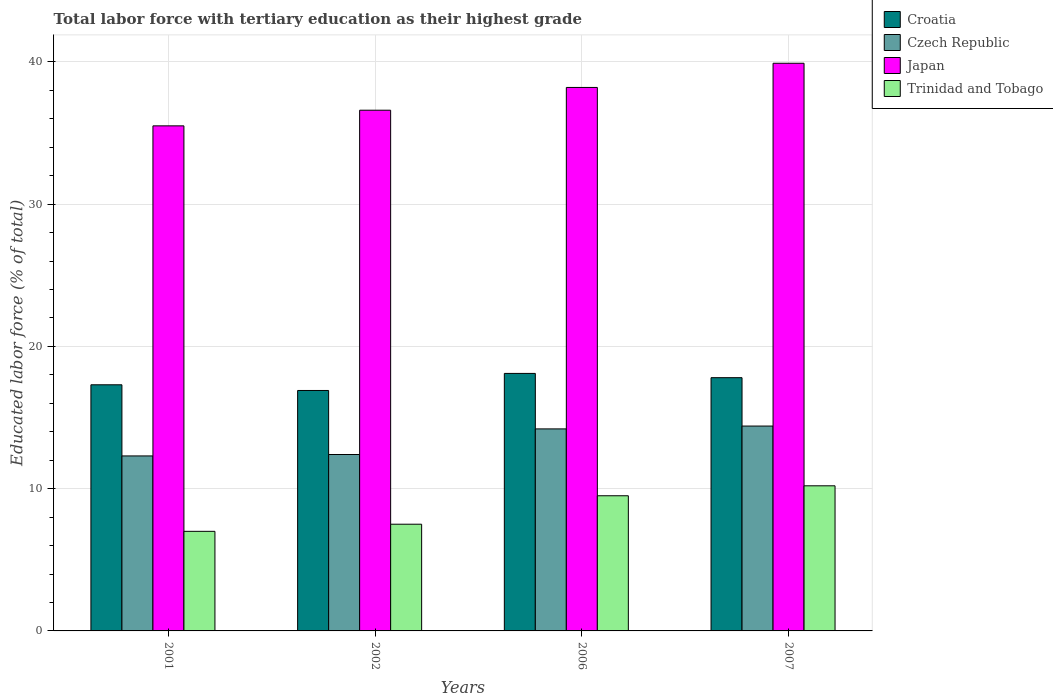 Total labor force with tertiary education as their highest grade
Croatia
Czech Republic
Japan
Trinidad and Tobago
Educated labor force (% of total)
40
30
20
10
0
2001
2002
2006
2007
Years